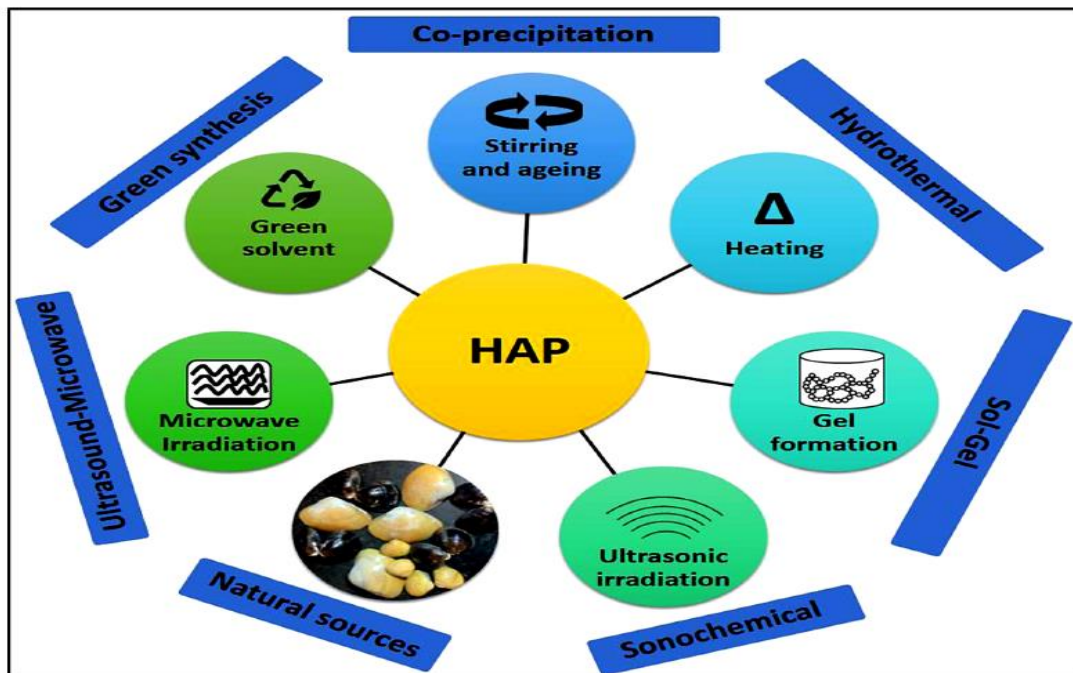 Co-precipitation
Green synthesis
Hydrothermal
Stirring
and ageing
Green
solvent
Δ
Heating
HAP
Ultrasound-Microwave
Microwave
Irradiation
Gel
formation
Sol-Gel
Ultrasonic
irradiation
Natural sources
Sonochemical